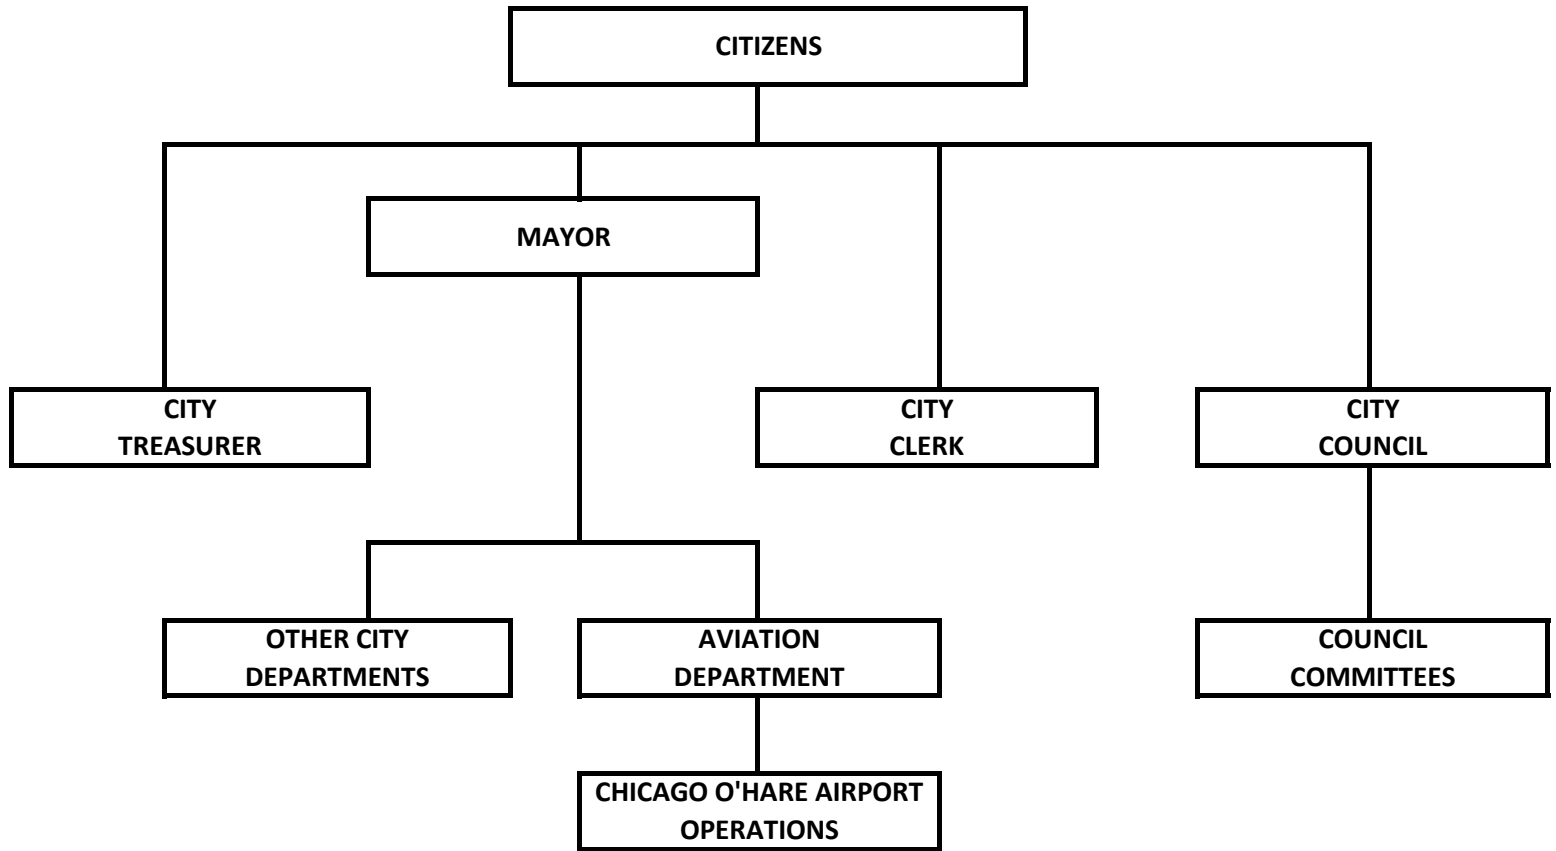 CITIZENS
MAYOR
CITY
TREASURER
CITY
CLERK
CITY
COUNCIL
OTHER CITY
DEPARTMENTS
AVIATION
DEPARTMENT
COUNCIL
COMMITTEES
CHICAGO O'HARE AIRPORT
OPERATIONS